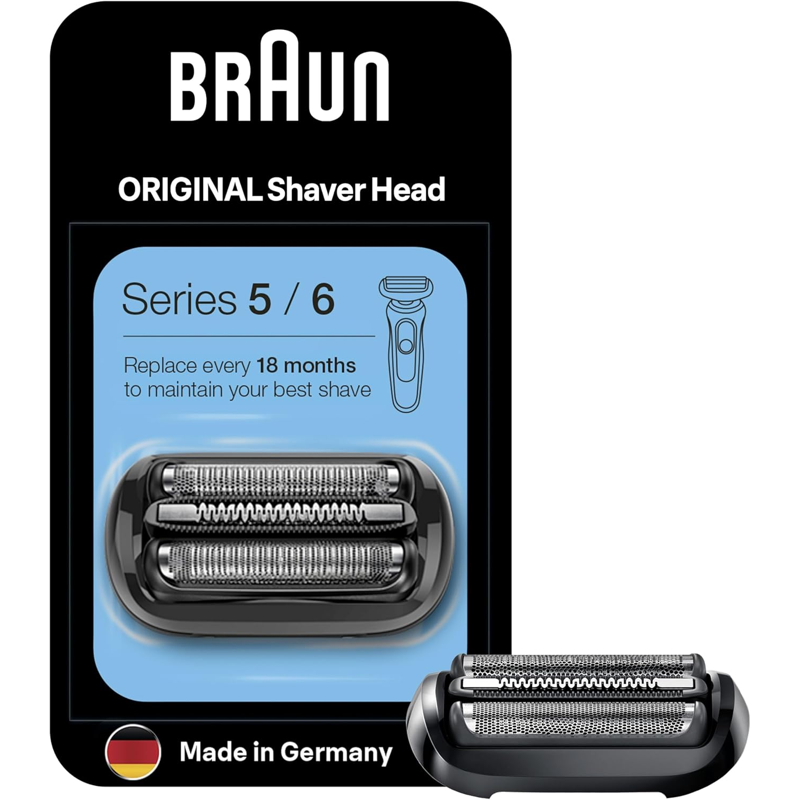 BRAUN
ORIGINAL Shaver Head
Series 5 / 6
Replace every 18 months
to maintain your best shave
Made in Germany